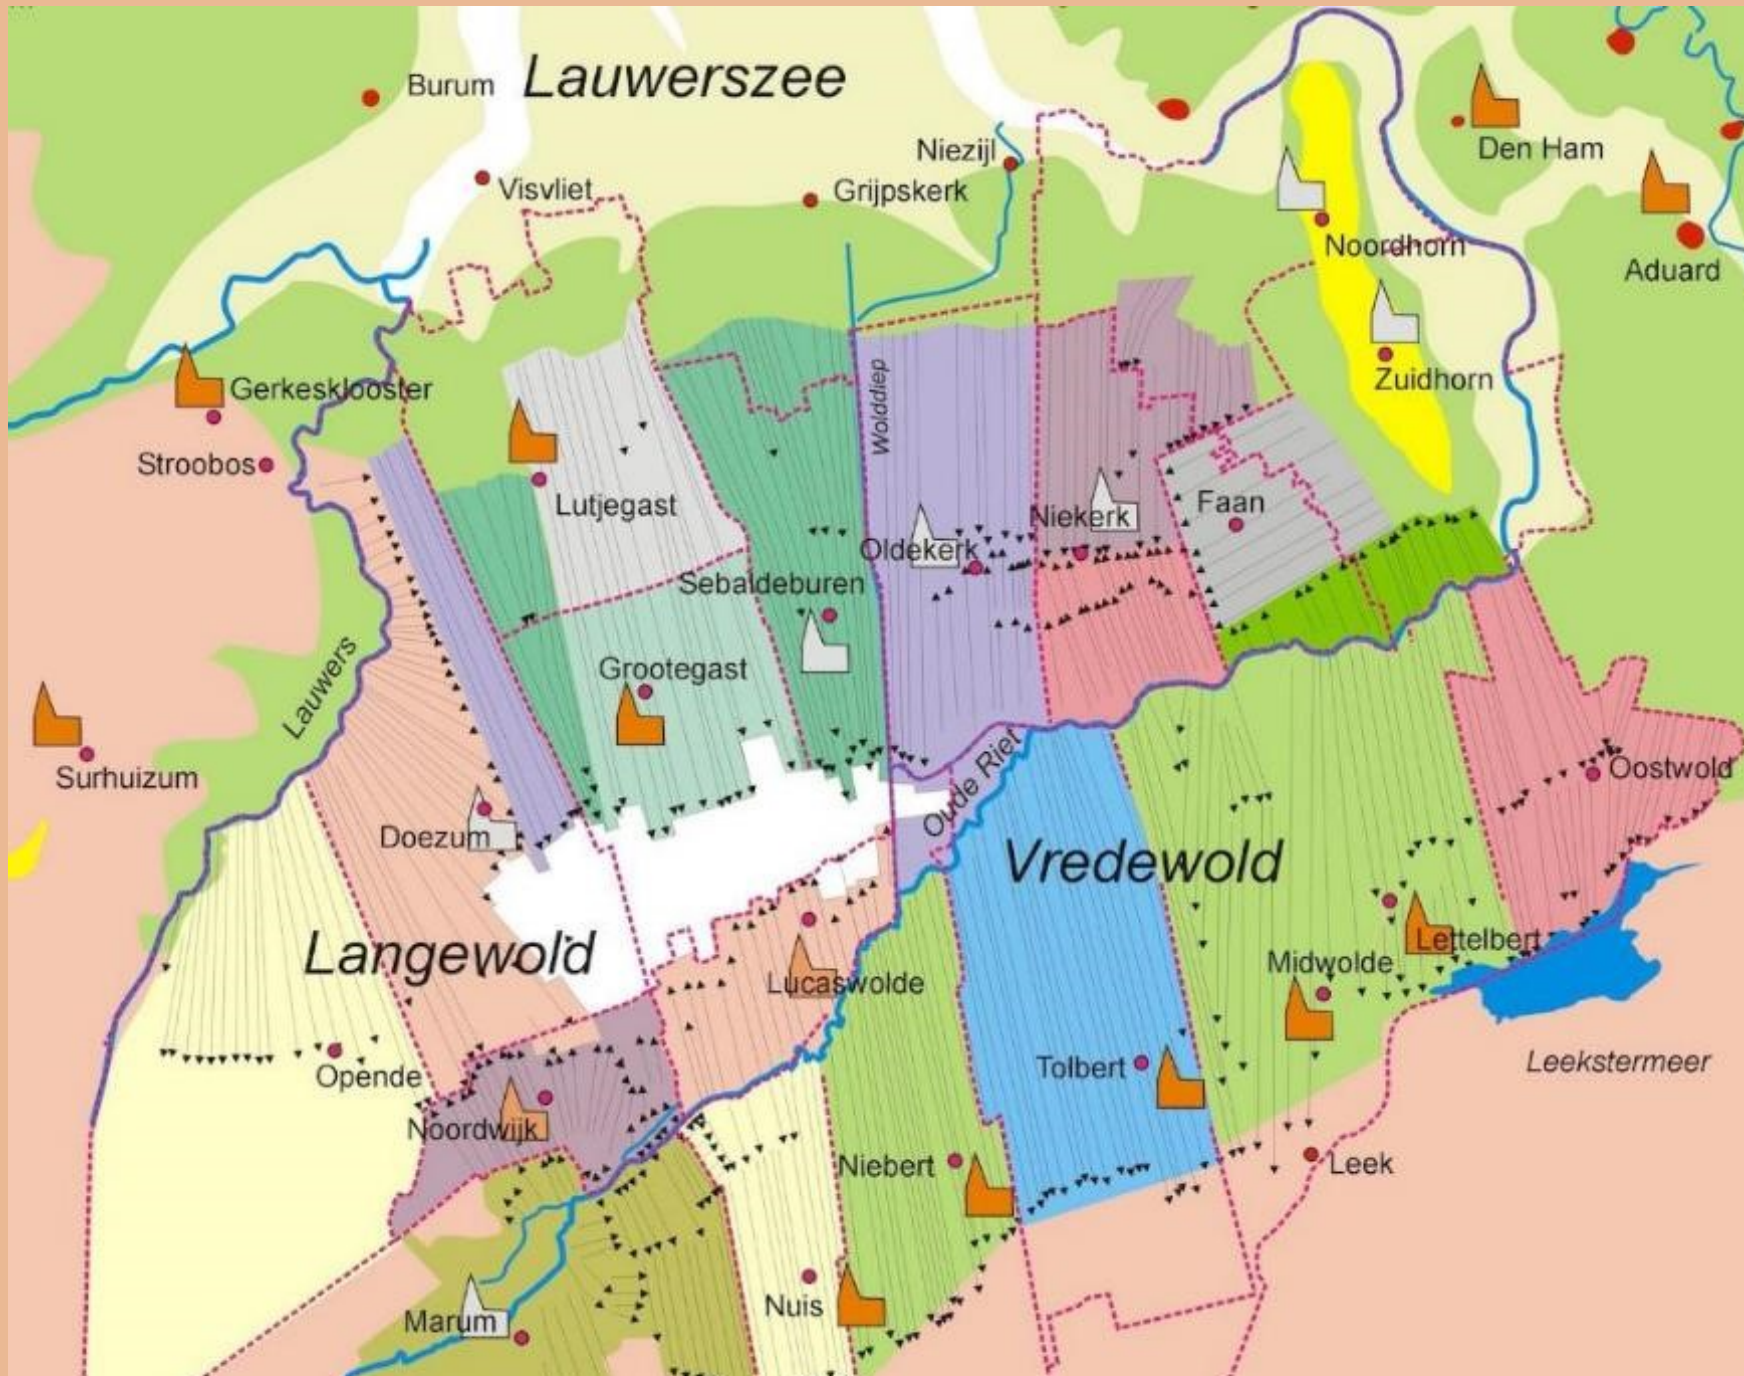 Lauwerszee
Burum
Niezijl
Den Ham
Visvliet
Grijpskerk
Noordhorn
Aduard
Gerkesklooster
Wolddiep
Zuidhorn
Stroobos
Lutjegast
Niekerk
Faan
Oldekerk
Sebaldeburen
Lauwers
Grootegast
Surhuizum
Oude Riet
Oostwold
Doezum
Vredewold
Langewold
Lettelbert
Midwolde
Lucaswolde
Leekstermeer
Opende
Tolbert
Noordwijk
Niebert
Leek
Nuis
Marum